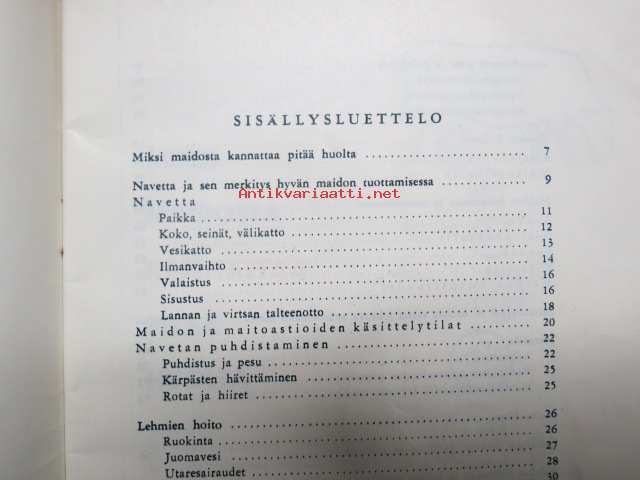 SISÄLLYSLUETTELO
Miksi maidosta kannattaa pitää huolta .................... 7
Navetta ja sen merkitys hyvän maidon tuottamisessa ............ 9
Antikvariaatti.net
Navetta
Paikka .................... 11
Koko, seinät, välikatto .................... 12
Vesikatto .................... 13
Ilmanvaihto .................... 14
Valaistus .................... 16
Sisustus .................... 16
Lannan ja virtsan talteenotto .................... 18
Maidon ja maitoastioiden käsittelytilat .......... 20
Navetan puhdistaminen .................... 22
Puhdistus ja pesu .................... 22
Kärpästen hävittäminen .................... 25
Rotat ja hiiret .................... 25
Lehmien hoito .................... 26
Ruokinta .................... 26
Juomavesi .................... 27
Utaresairaudet .................... 28
30